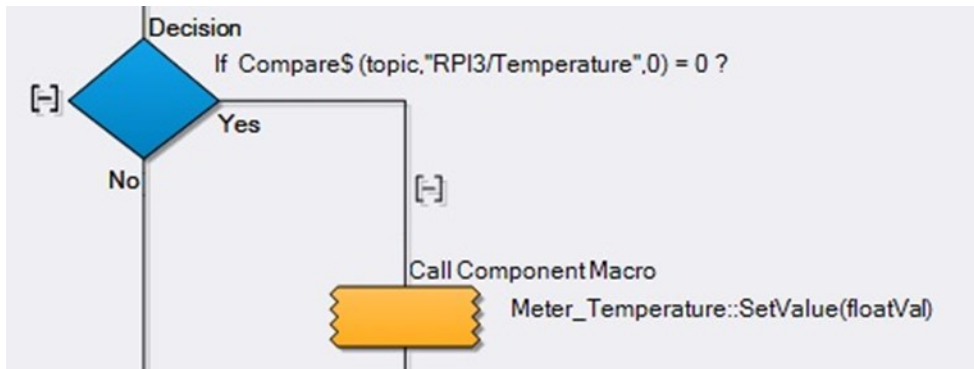 Decision
If Compare$ (topic,"RPI3/Temperature",0) = 0 ?
[-]
Yes
No
[-]
Call Component Macro
Meter_Temperature::SetValue(floatVal)